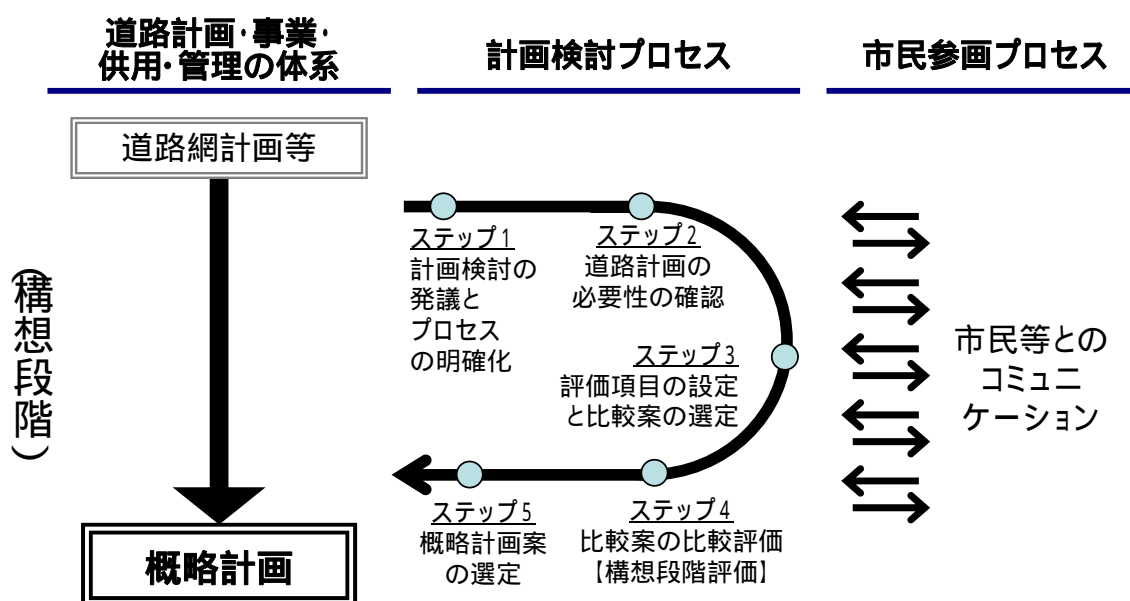 道路計画･事業･
供用･管理の体系
計画検討プロセス
市民参画プロセス
道路網計画等
(構想段階)
概略計画
ステップ1
計画検討の
発議と
プロセス
の明確化
ステップ2
道路計画の
必要性の確認
ステップ3
評価項目の設定
と比較案の選定
ステップ4
比較案の比較評価
【構想段階評価】
ステップ5
概略計画案
の選定
市民等との
コミュニ
ケーション